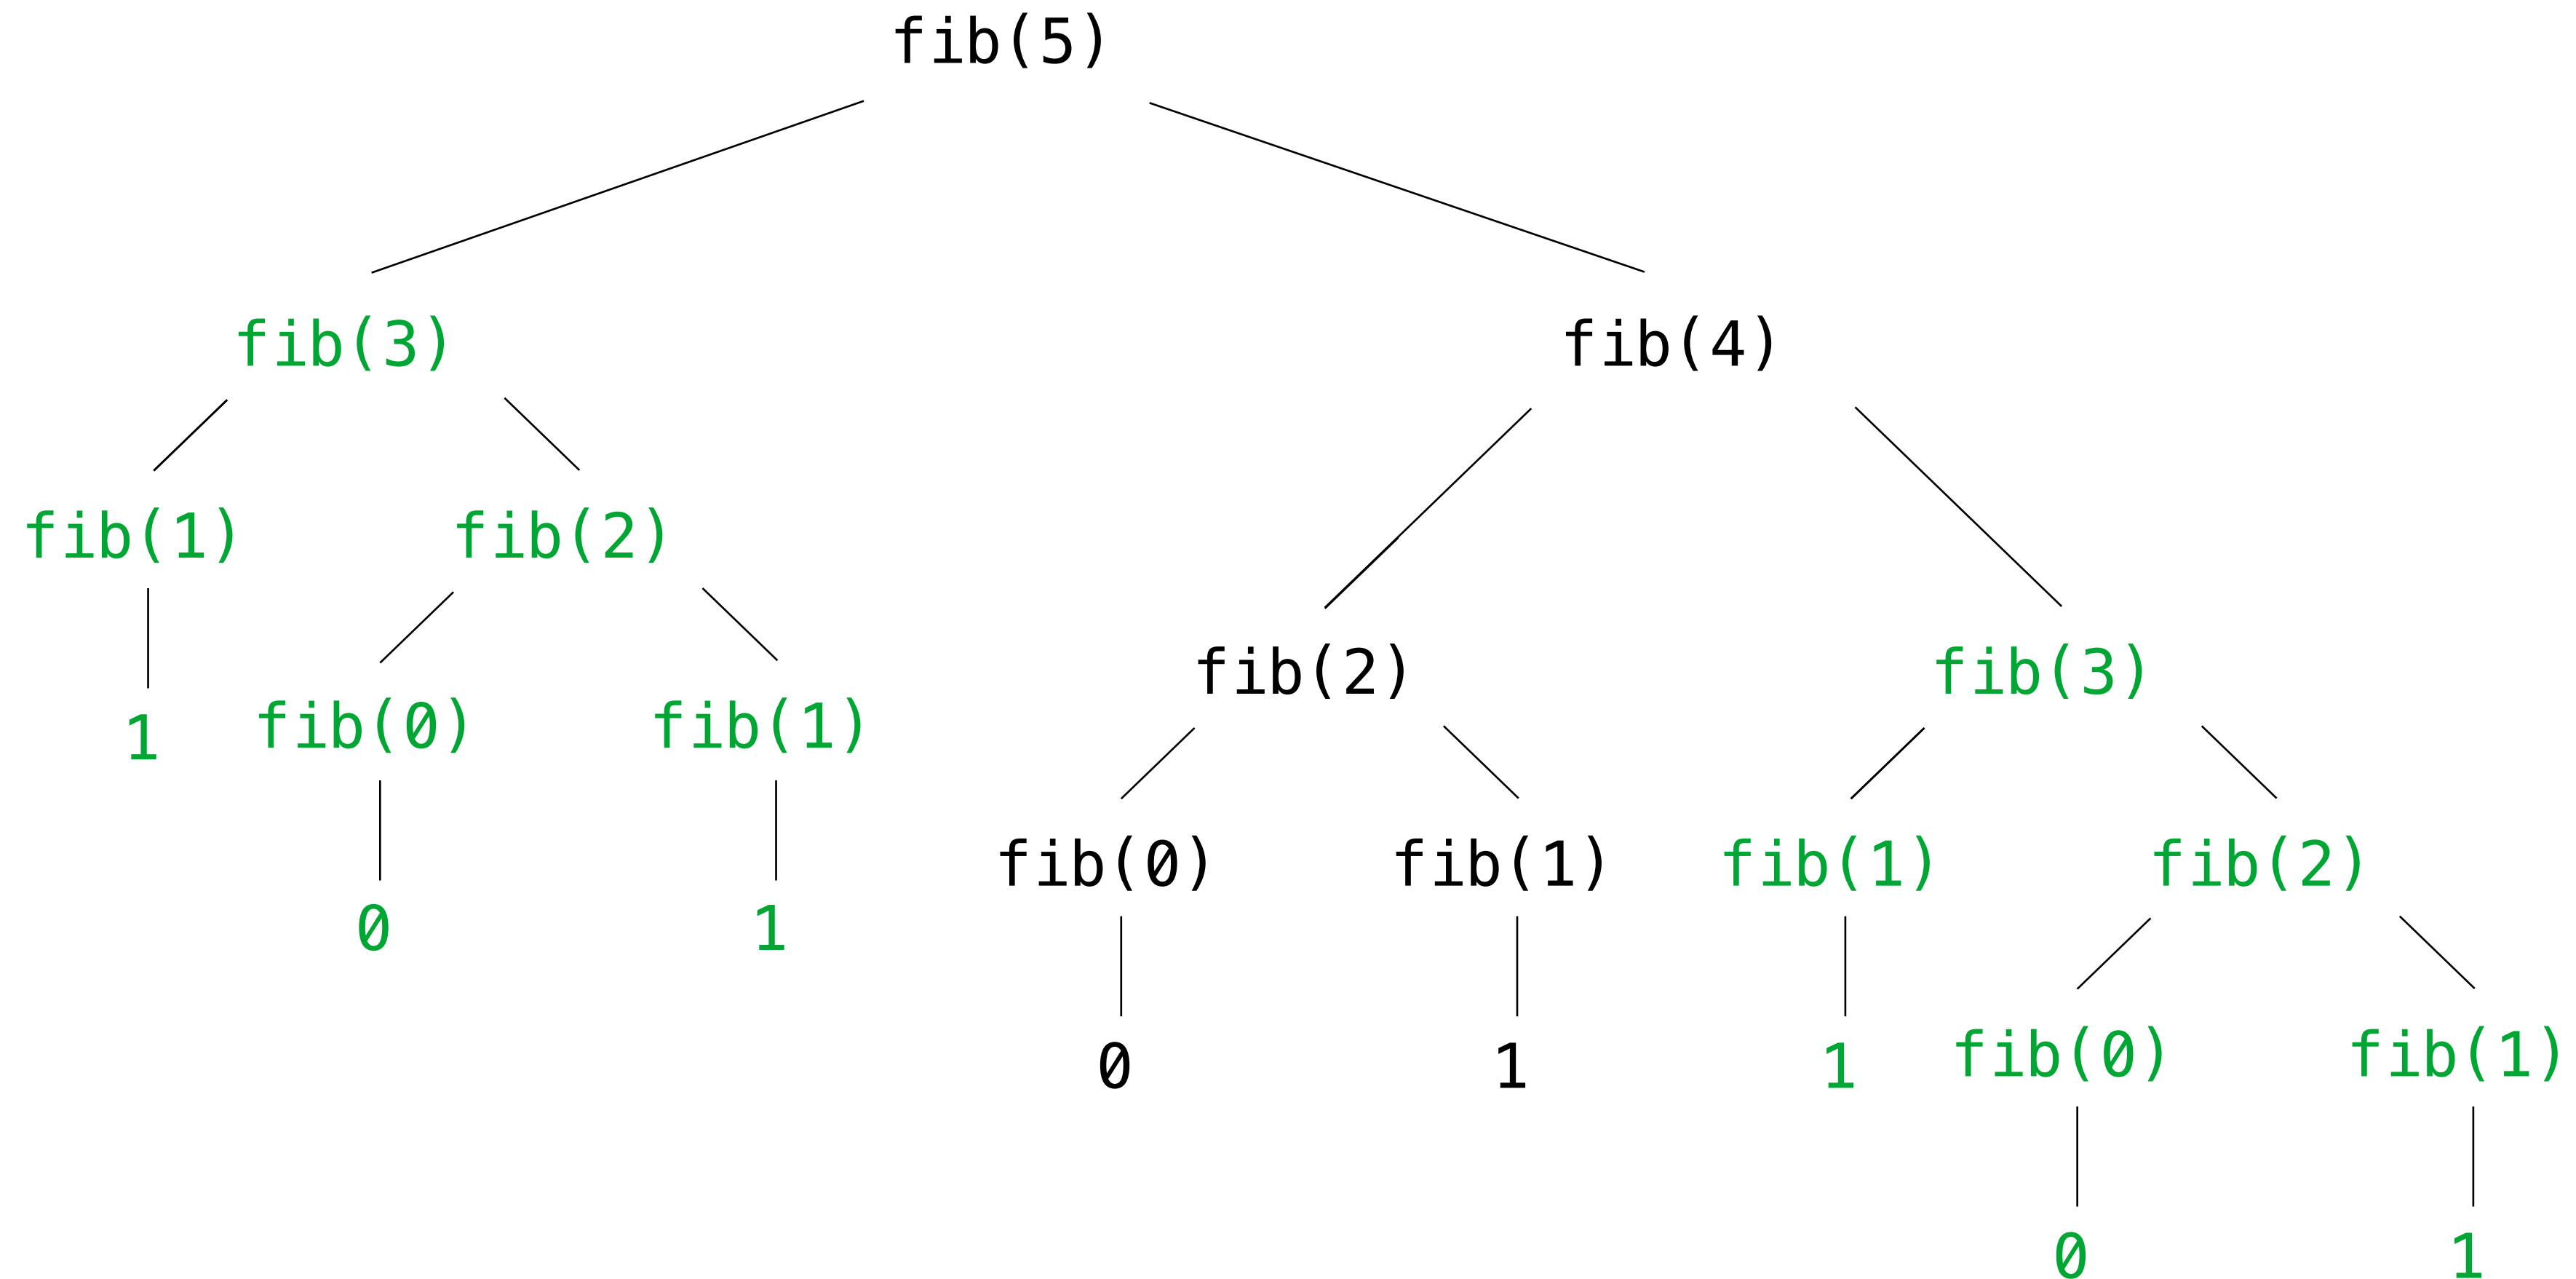 fib(5)
fib(3) fib(4)
fib(1) fib(2)
fib(2) fib(3)
1 fib(0) fib(1)
fib(0) fib(1) fib(1) fib(2)
0 1
0 1 1 fib(0) fib(1)
0 1